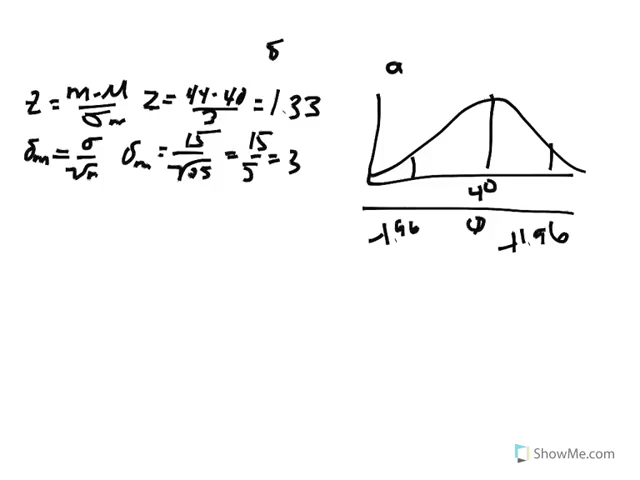 σ
a
z = m - M / σm z = 44 - 40 / 3 = 1.33
σm = σ / √n σm = 15 / √25 = 15 / 5 = 3
40
-1.96 0 +1.96
ShowMe.com